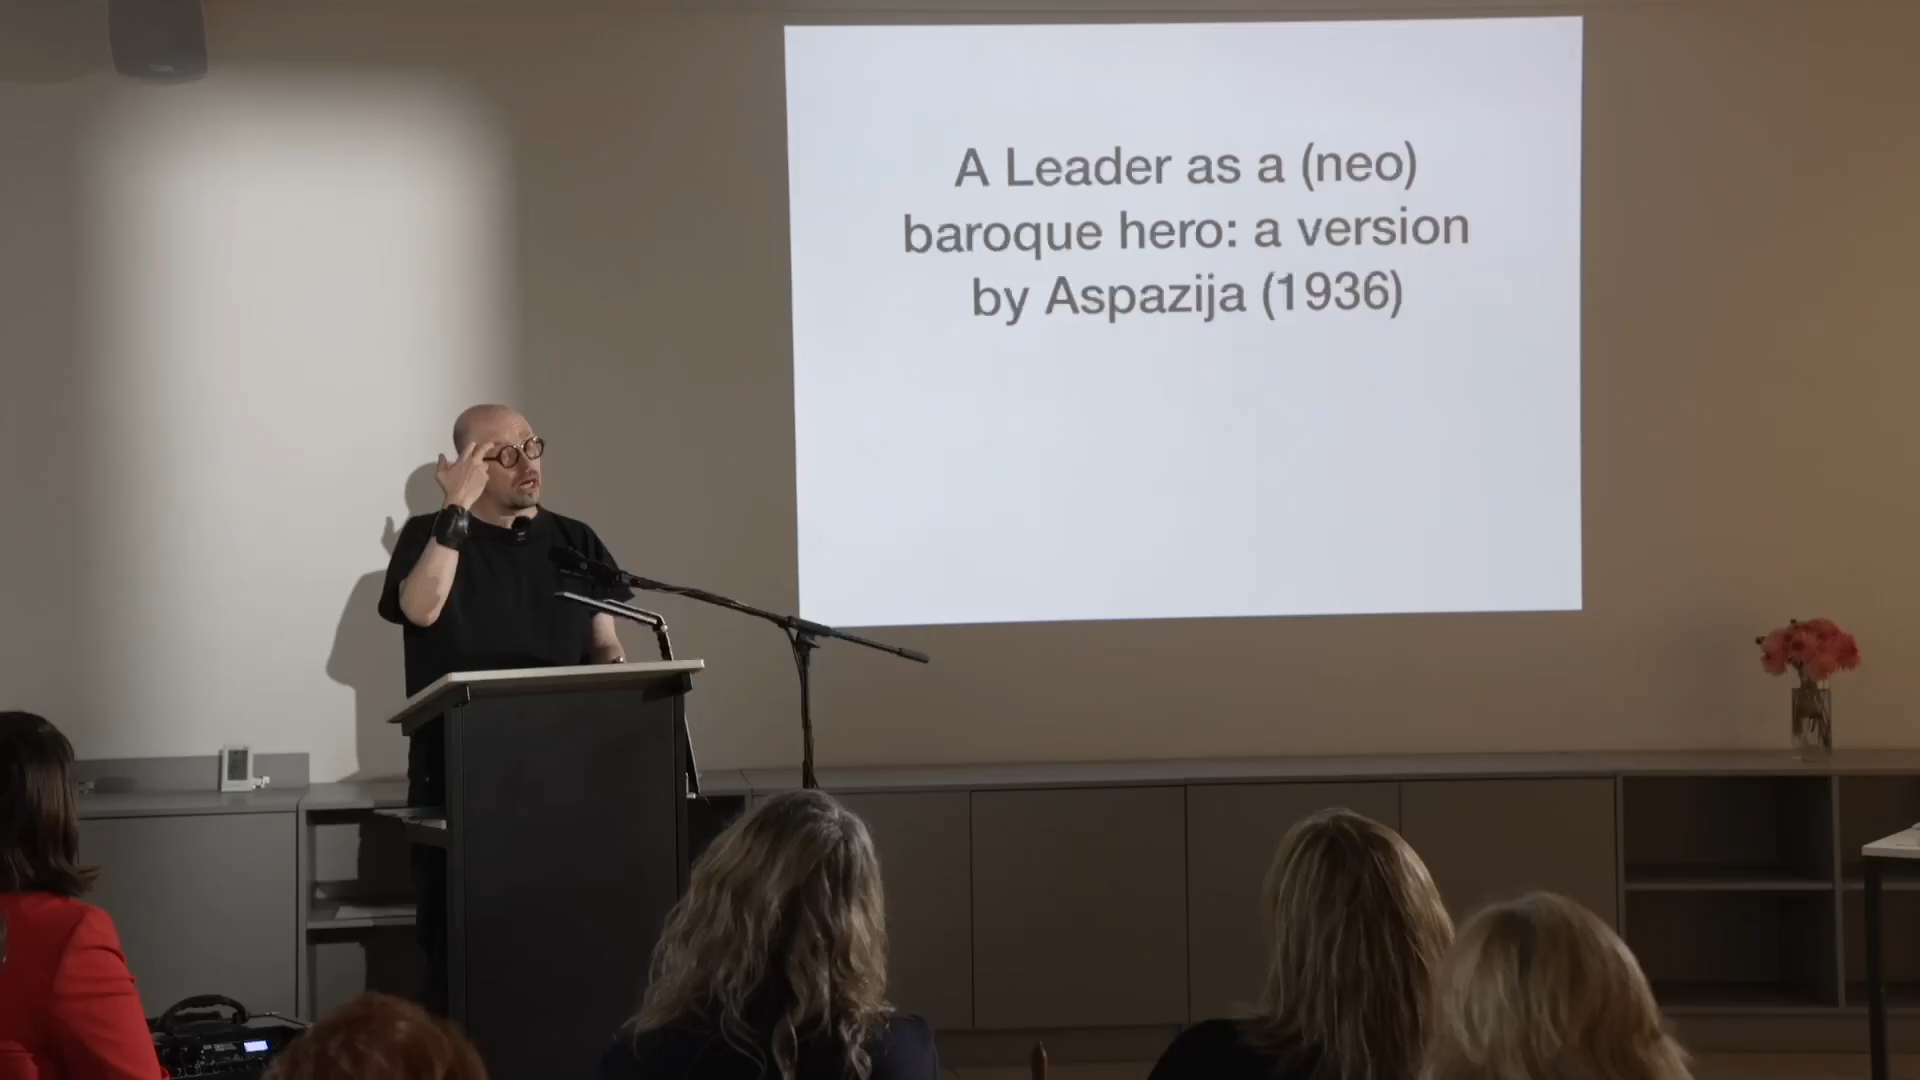 A Leader as a (neo)
baroque hero: a version
by Aspazija (1936)